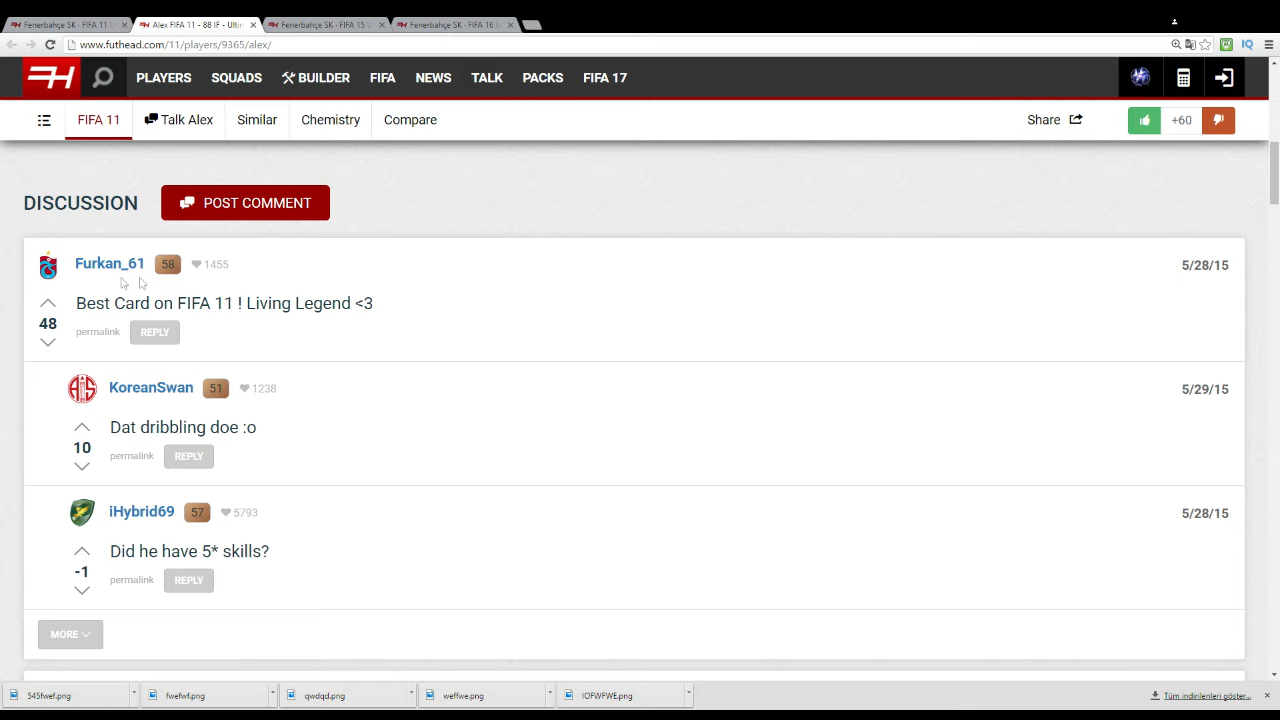 Fenerbahçe SK - FIFA 11 U
Alex FIFA 11 - 88 IF - Ultim
Fenerbahçe SK - FIFA 15 U
Fenerbahçe SK - FIFA 16 U
www.futhead.com/11/players/9365/alex/
FH PLAYERS SQUADS BUILDER FIFA NEWS TALK PACKS FIFA 17
FIFA 11 Talk Alex Similar Chemistry Compare Share +60
DISCUSSION POST COMMENT
Furkan_61 58 1455 5/28/15
Best Card on FIFA 11 ! Living Legend <3
48
permalink REPLY
KoreanSwan 51 1238 5/29/15
Dat dribbling doe :o
10
permalink REPLY
iHybrid69 57 5793 5/28/15
Did he have 5* skills?
-1
permalink REPLY
MORE
545fwef.png fwefwf.png qwdqd.png weffwe.png IOFWFWE.png Tüm indirilenleri göster...